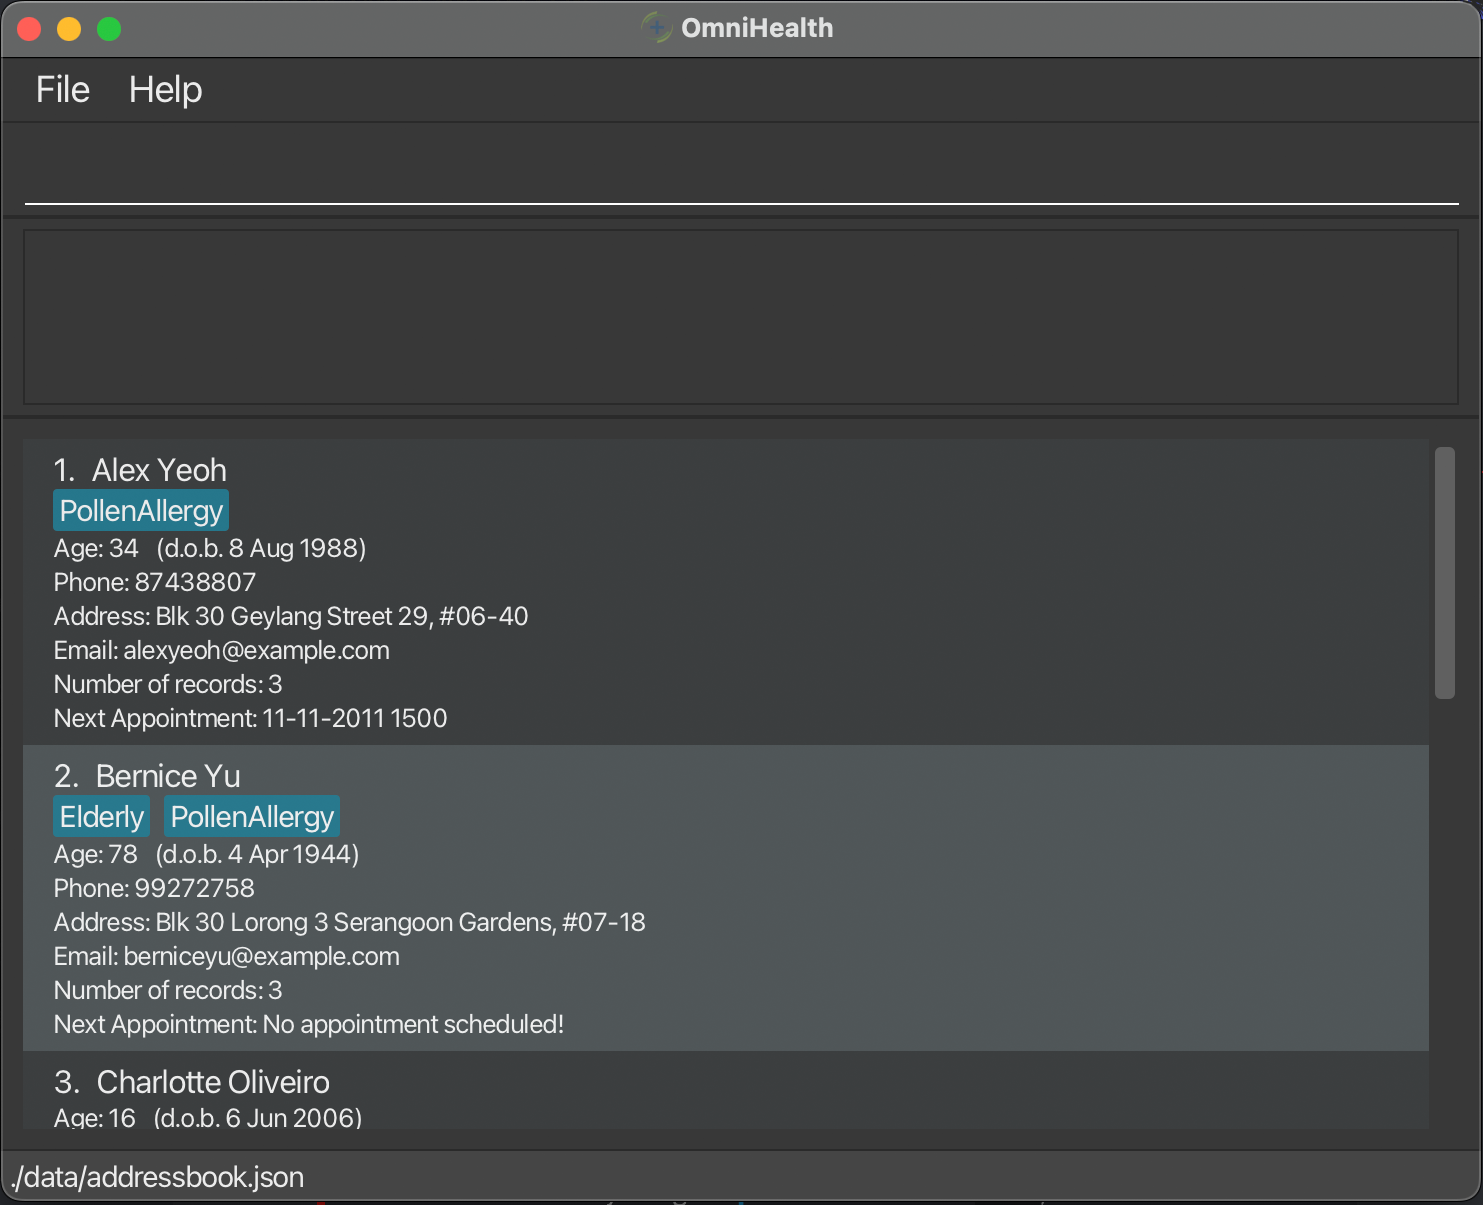 OmniHealth
File Help
1. Alex Yeoh
PollenAllergy
Age: 34 (d.o.b. 8 Aug 1988)
Phone: 87438807
Address: Blk 30 Geylang Street 29, #06-40
Email: alexyeoh@example.com
Number of records: 3
Next Appointment: 11-11-2011 1500
2. Bernice Yu
Elderly PollenAllergy
Age: 78 (d.o.b. 4 Apr 1944)
Phone: 99272758
Address: Blk 30 Lorong 3 Serangoon Gardens, #07-18
Email: berniceyu@example.com
Number of records: 3
Next Appointment: No appointment scheduled!
3. Charlotte Oliveiro
Age: 16 (d.o.b. 6 Jun 2006)
./data/addressbook.json